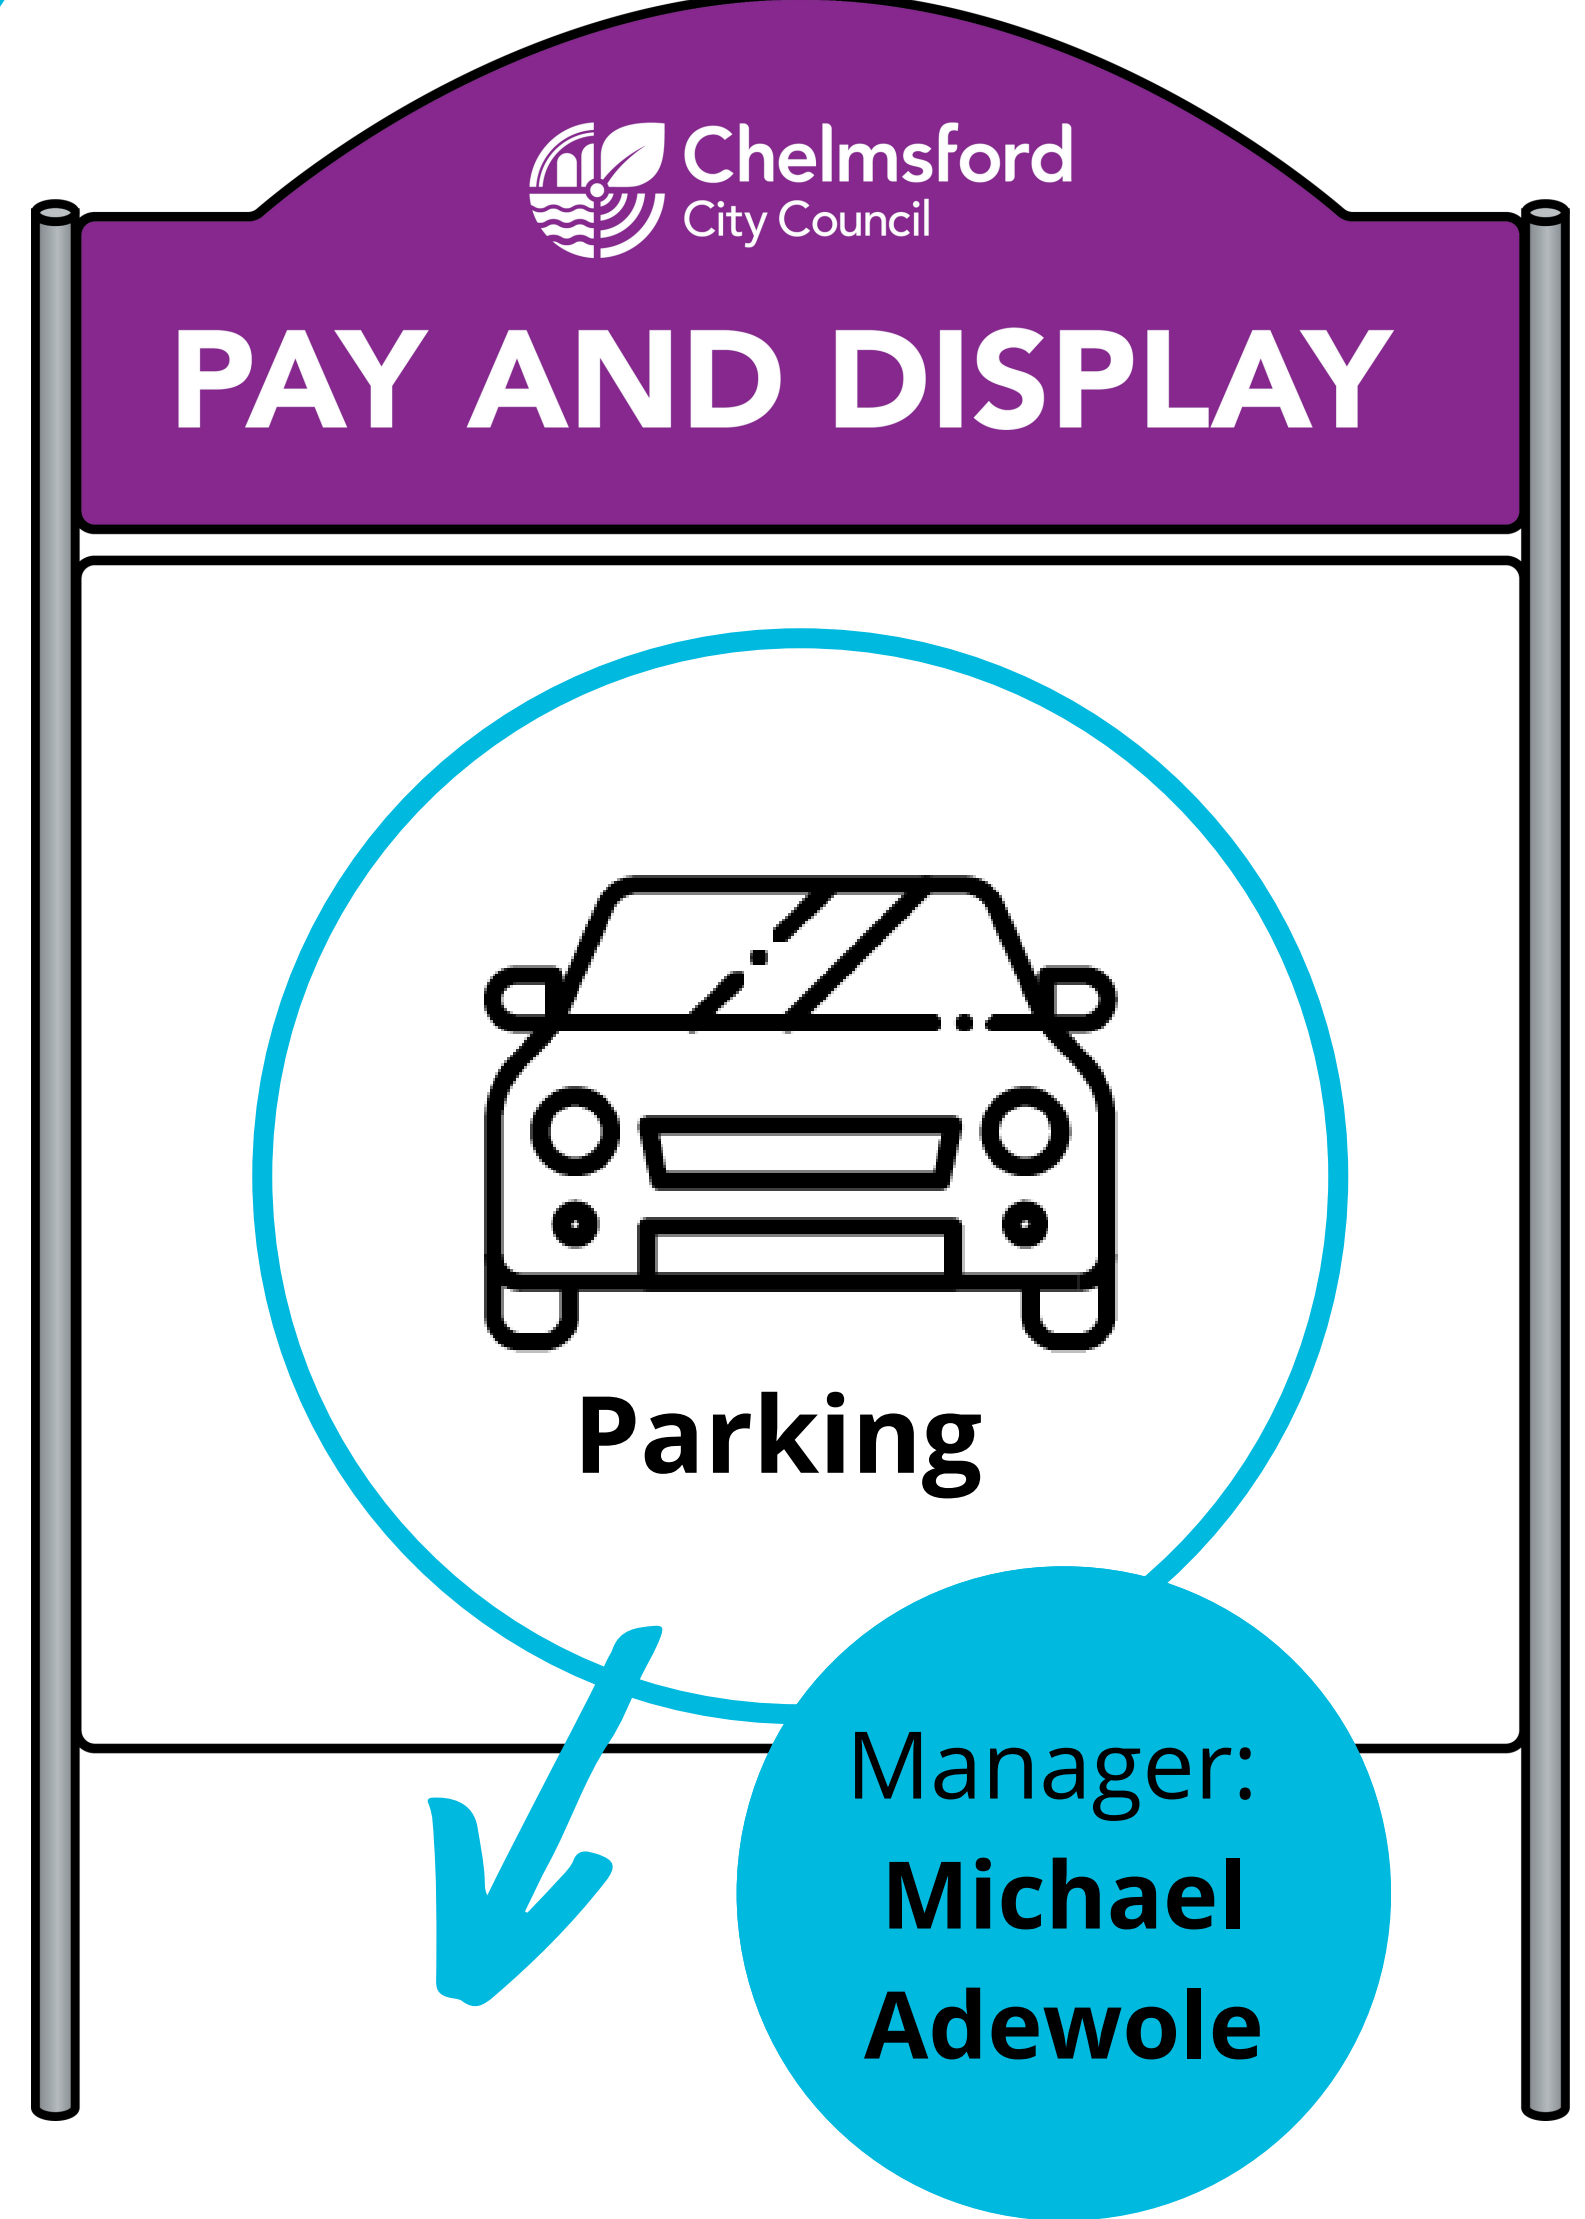 Chelmsford
City Council
PAY AND DISPLAY
Parking
Manager:
Michael
Adewole